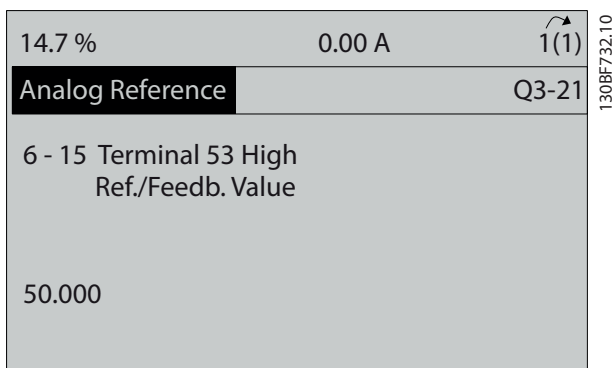 14.7 % 0.00 A 1(1)
Analog Reference Q3-21
6 - 15 Terminal 53 High
Ref./Feedb. Value
50.000
130BF732.10